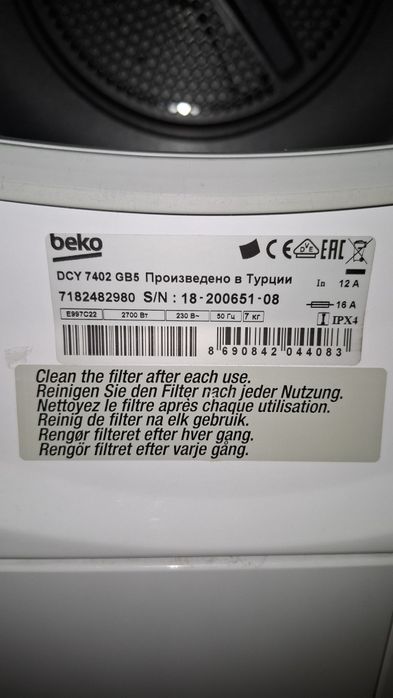 beko
CE DVE EAC
DCY 7402 GB5 Произведено в Турции In 12 A
7182482980 S/N : 18-200651-08 16 A
E997C22 2700 Вт 230 В~ 50 Гц 7 кг IPX4
8 690842 044083
Clean the filter after each use.
Reinigen Sie den Filter nach jeder Nutzung.
Nettoyez le filtre après chaque utilisation.
Reinig de filter na elk gebruik.
Rengør filteret efter hver gang.
Rengör filtret efter varje gång.